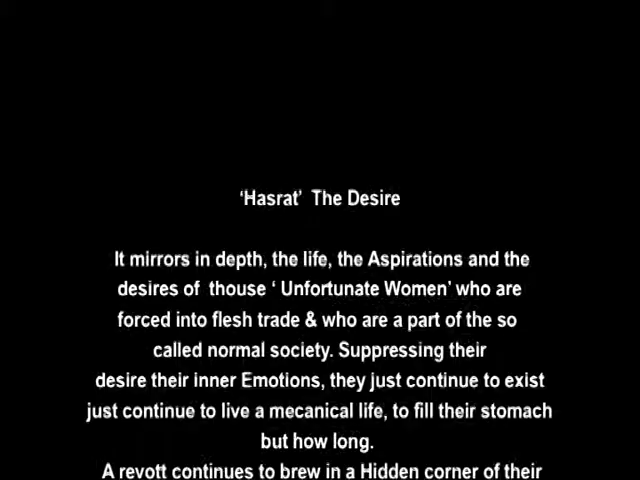 ‘Hasrat’ The Desire
It mirrors in depth, the life, the Aspirations and the
desires of thouse ‘ Unfortunate Women’ who are
forced into flesh trade & who are a part of the so
called normal society. Suppressing their
desire their inner Emotions, they just continue to exist
just continue to live a mecanical life, to fill their stomach
but how long.
A revott continues to brew in a Hidden corner of their